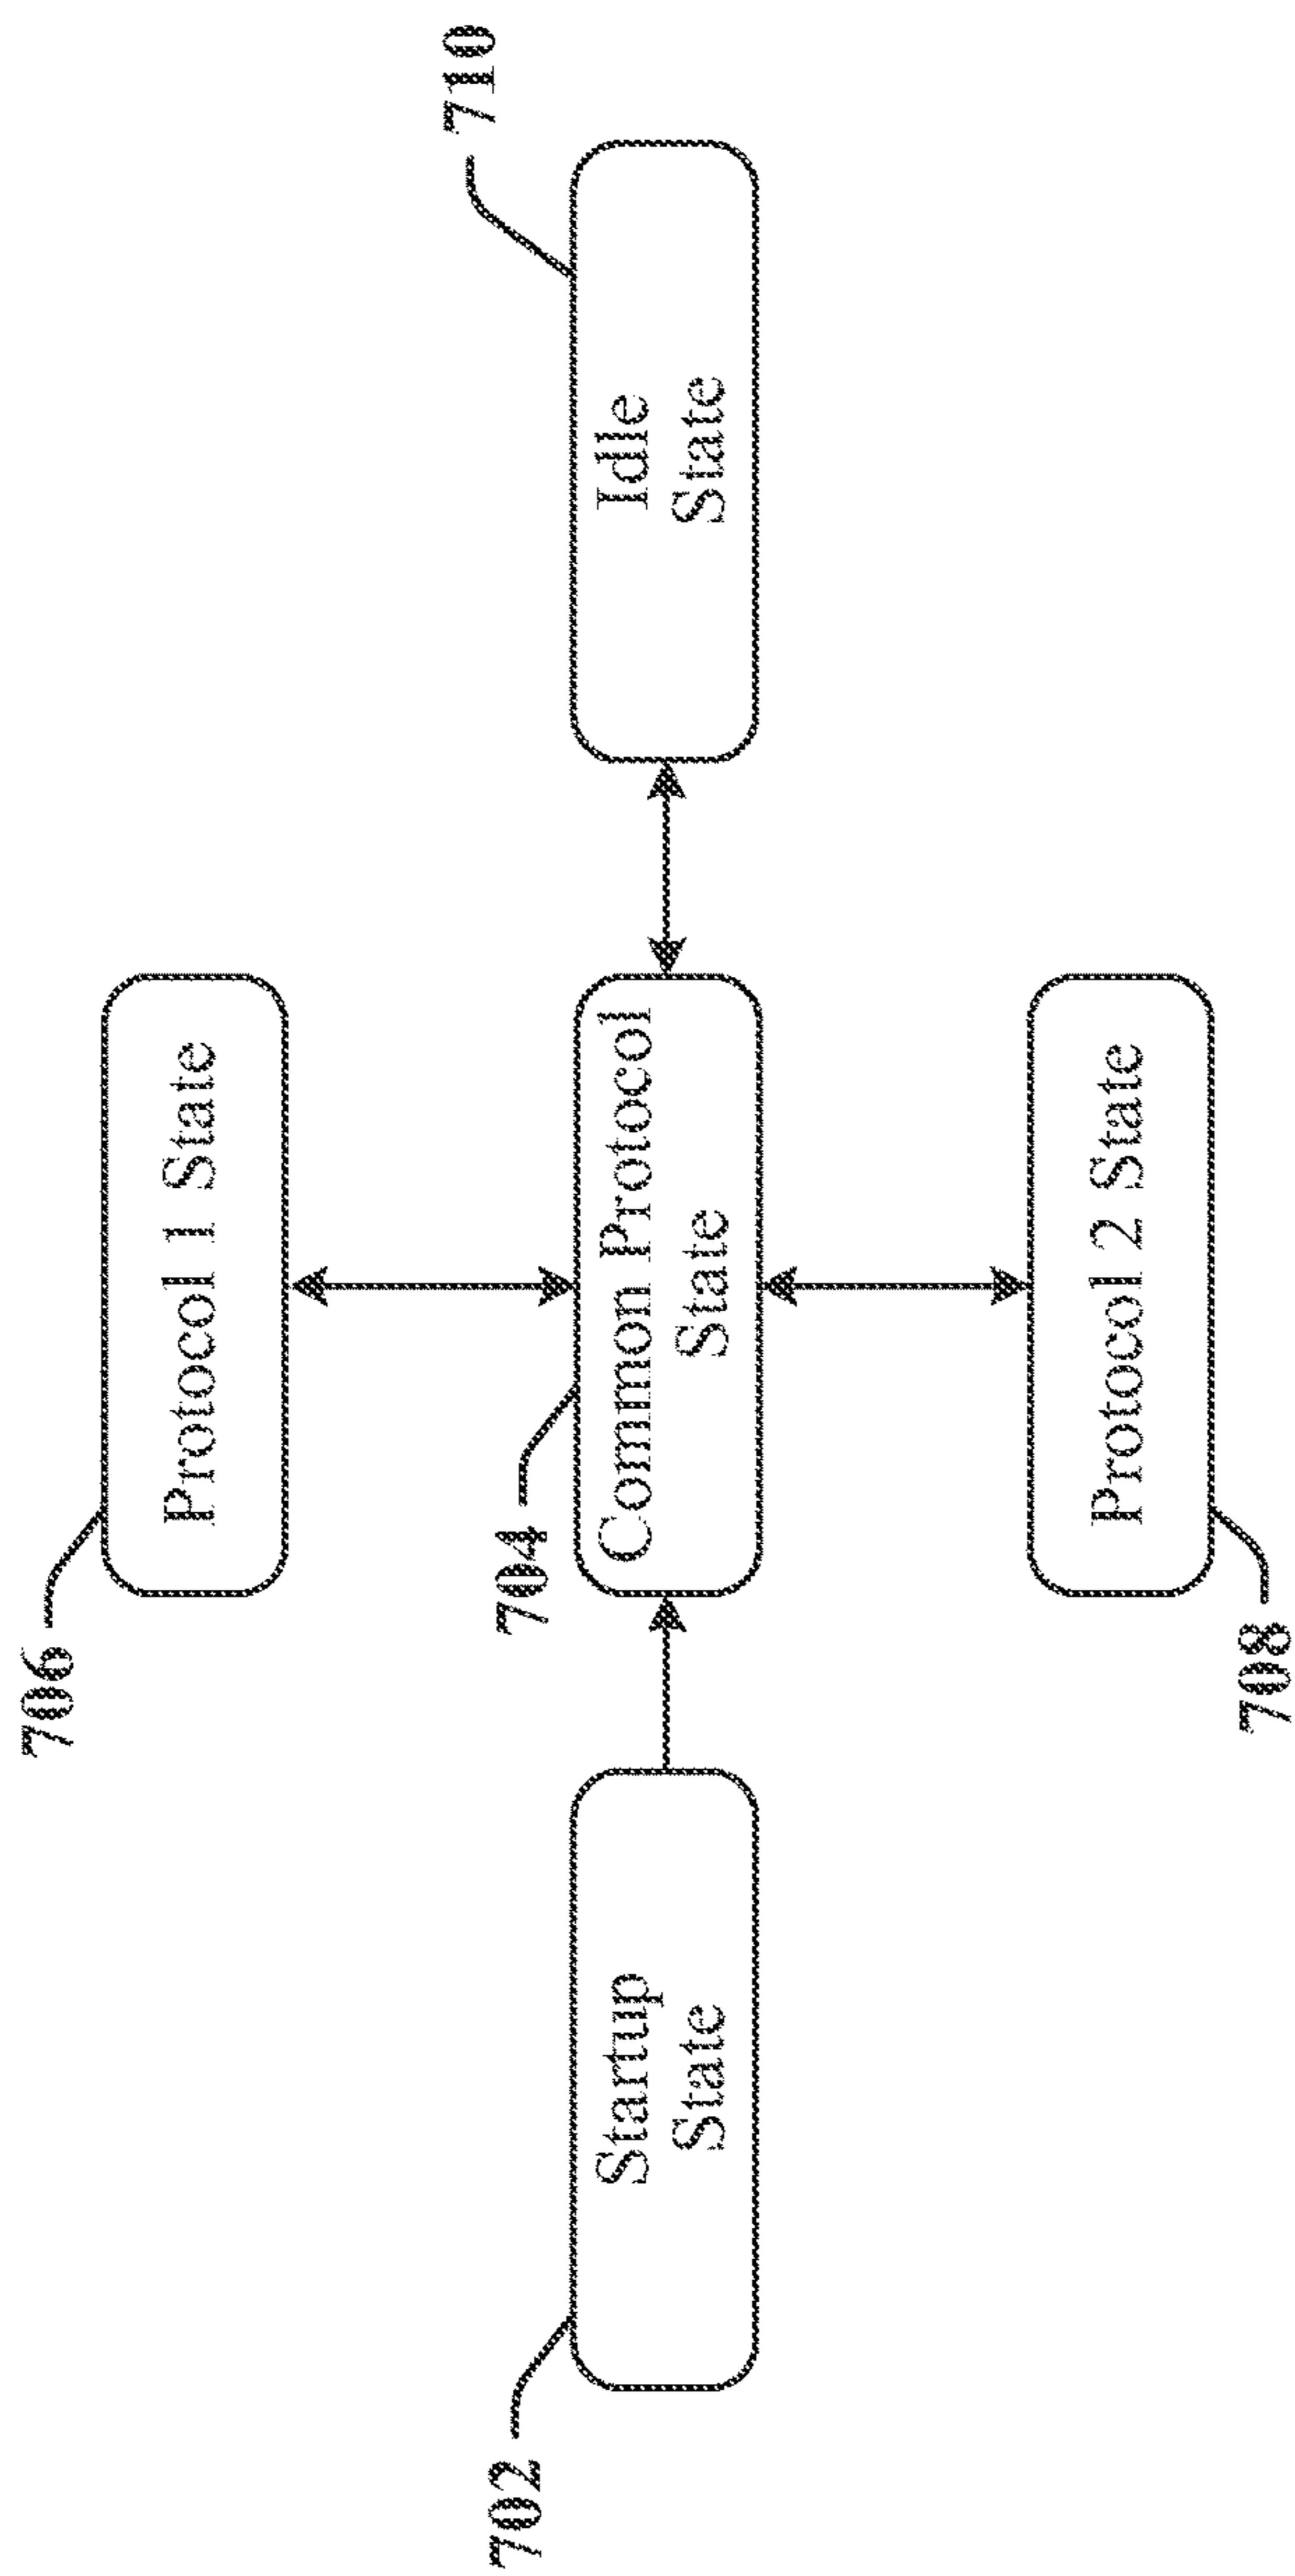 706
Protocol 1 State
710
704
Common Protocol
State
Startup
State
Idle
State
702
Protocol 2 State
708